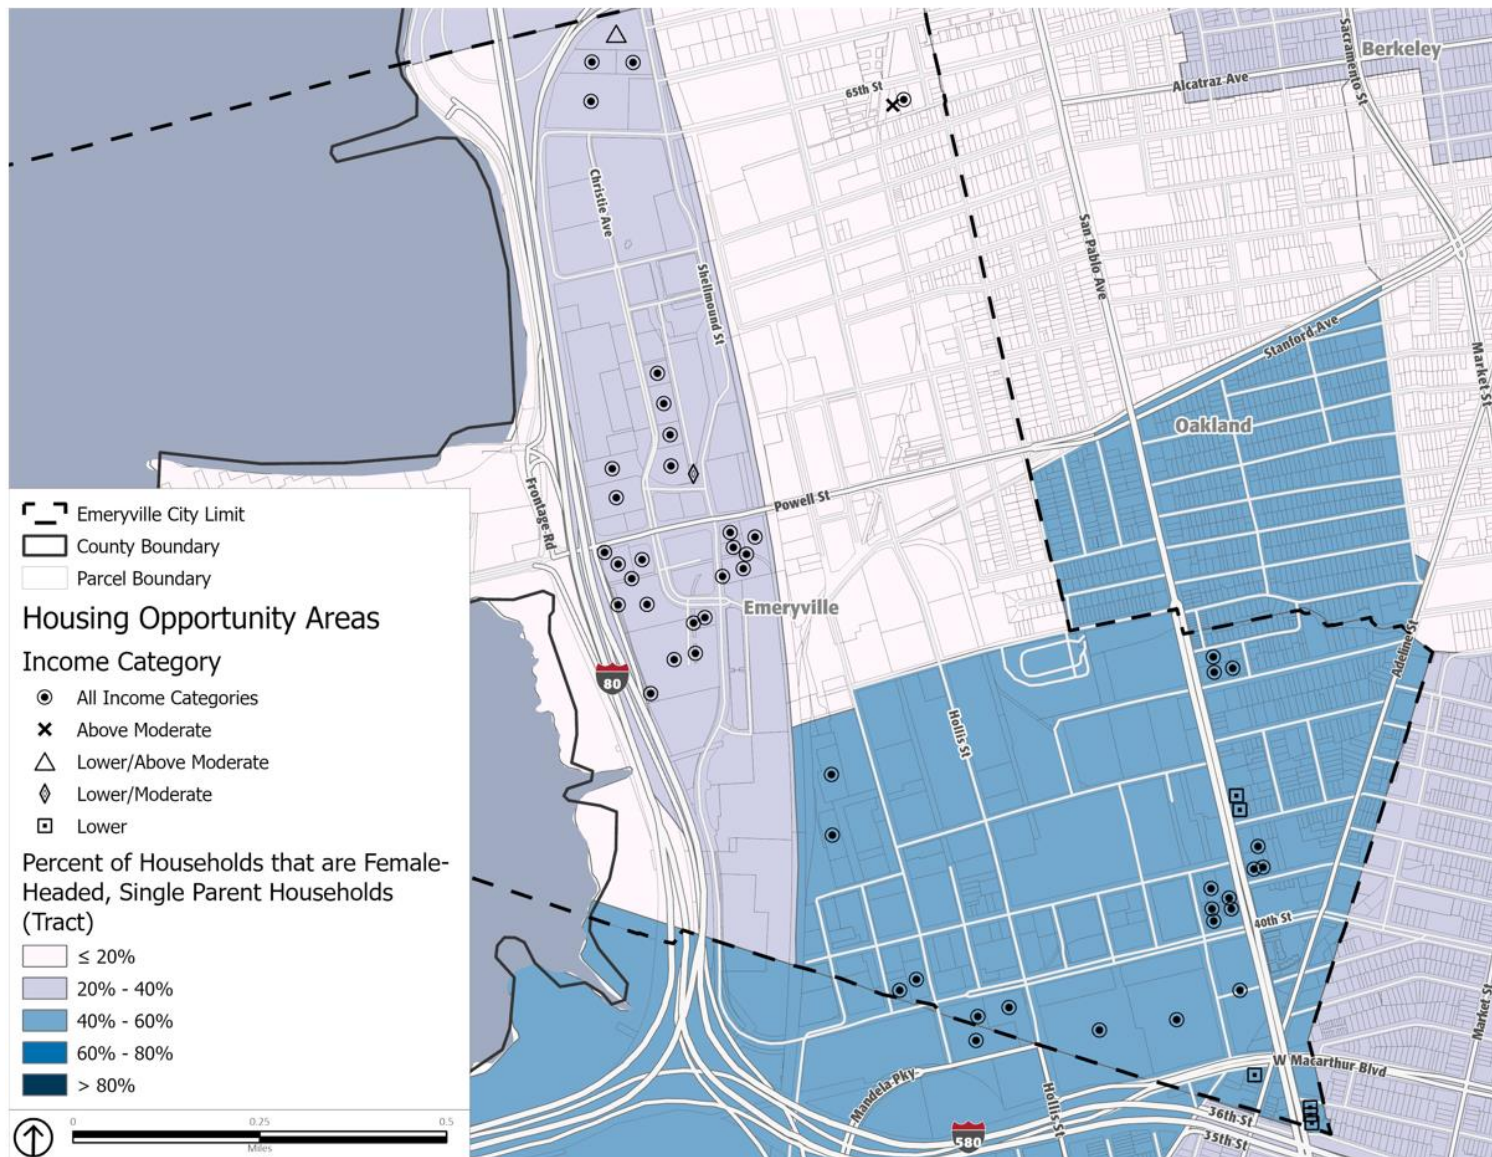 Berkeley
Sacramento St
Alcatraz Ave
65th St
Christie Ave
Shellmound St
San Pablo Ave
Stanford Ave
Market St
Oakland
Powell St
Frontage Rd
Emeryville
80
Adeline St
Hollis St
40th St
Market St
W Macarthur Blvd
Mandela Pky
Hollis St
36th St
35th St
580
Emeryville City Limit
County Boundary
Parcel Boundary
Housing Opportunity Areas
Income Category
All Income Categories
Above Moderate
Lower/Above Moderate
Lower/Moderate
Lower
Percent of Households that are Female-
Headed, Single Parent Households
(Tract)
≤ 20%
20% - 40%
40% - 60%
60% - 80%
> 80%
0 0.25 0.5
Miles